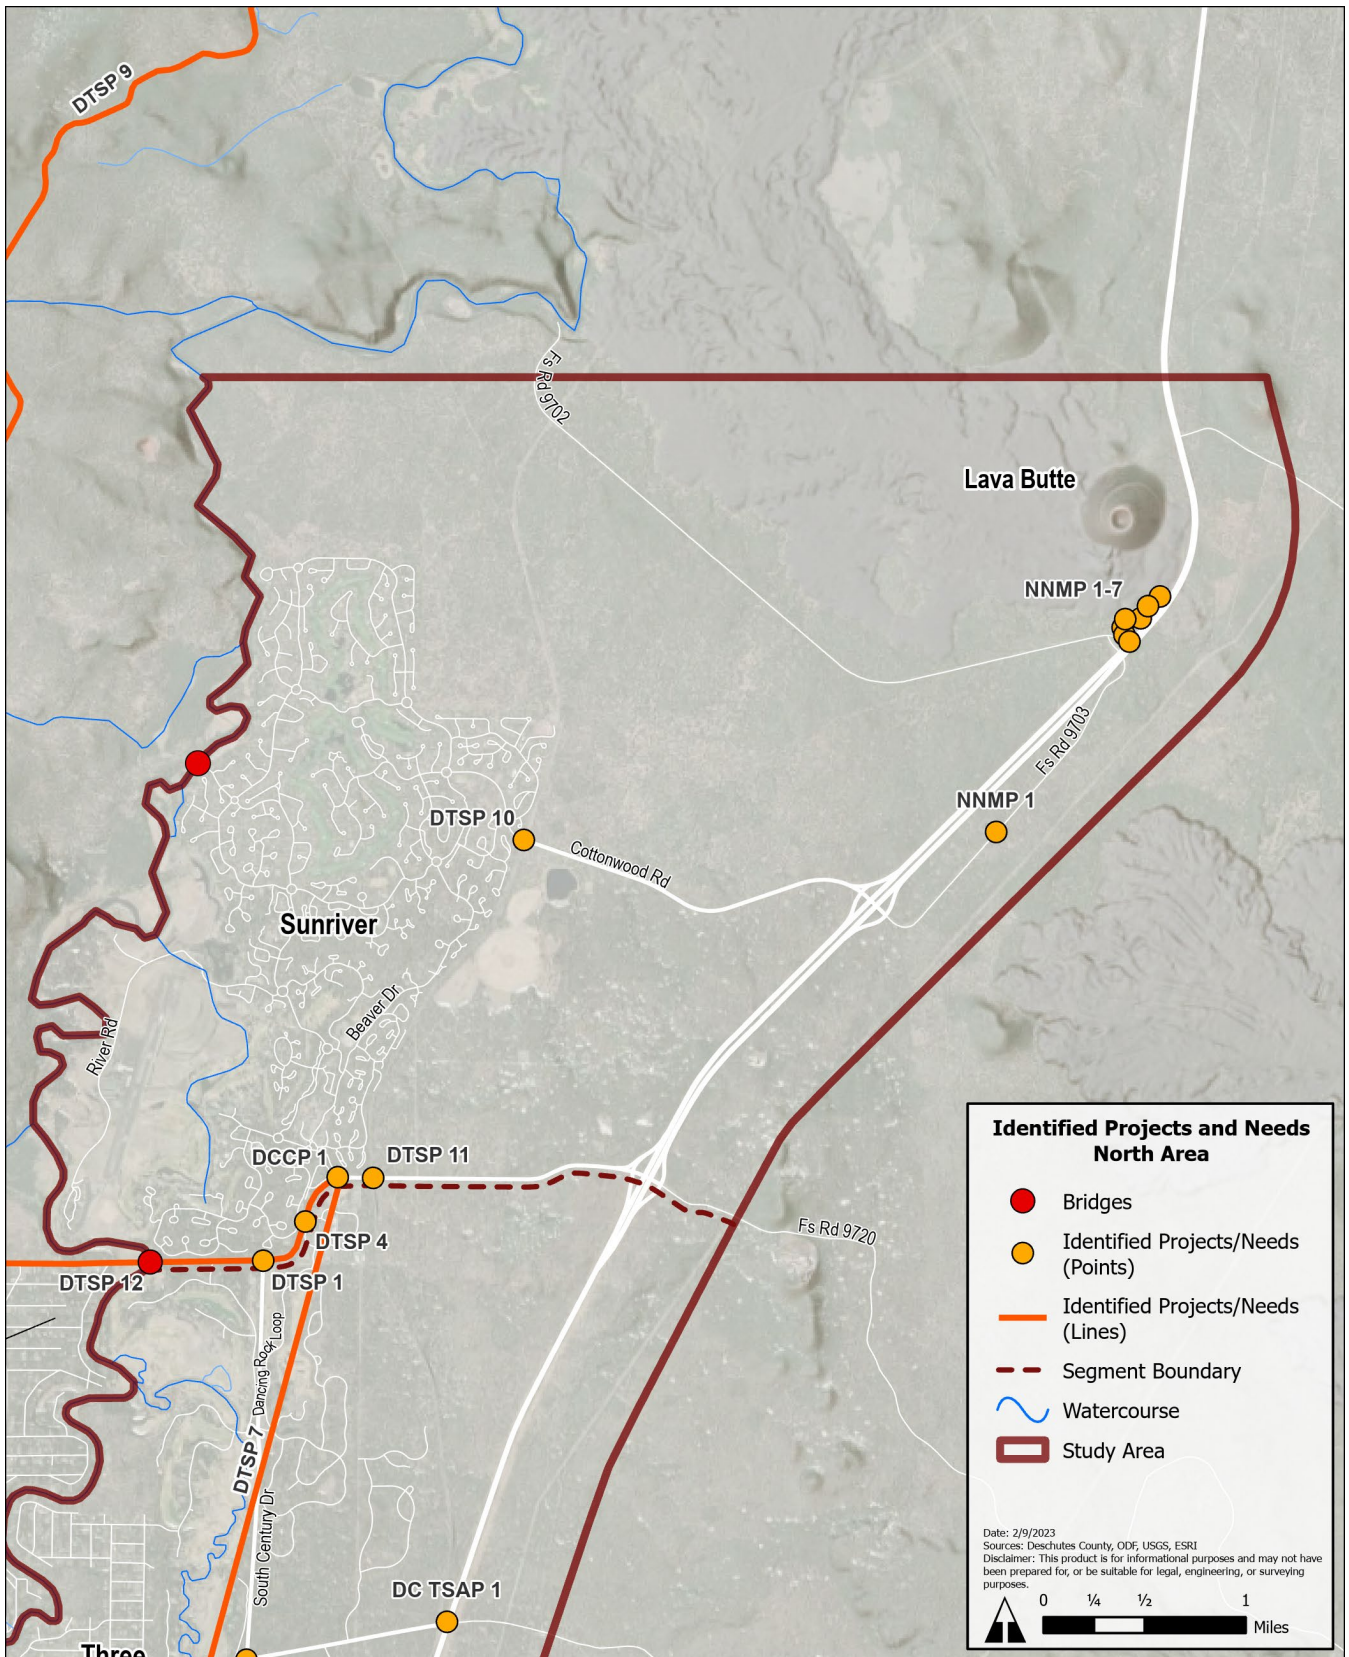 DTSP 9
Fs Rd 9702
Lava Butte
NNMP 1-7
Fs Rd 9703
NNMP 1
DTSP 10
Cottonwood Rd
Sunriver
Beaver Dr
River Rd
DCCP 1
DTSP 11
DTSP 4
Fs Rd 9720
DTSP 12
DTSP 1
Dancing Rock Loop
DTSP 7
South Century Dr
DC TSAP 1
Three
Identified Projects and Needs
North Area
Bridges
Identified Projects/Needs
(Points)
Identified Projects/Needs
(Lines)
Segment Boundary
Watercourse
Study Area
Date: 2/9/2023
Sources: Deschutes County, ODF, USGS, ESRI
Disclaimer: This product is for informational purposes and may not have
been prepared for, or be suitable for legal, engineering, or surveying
purposes.
0 ¼ ½ 1
Miles